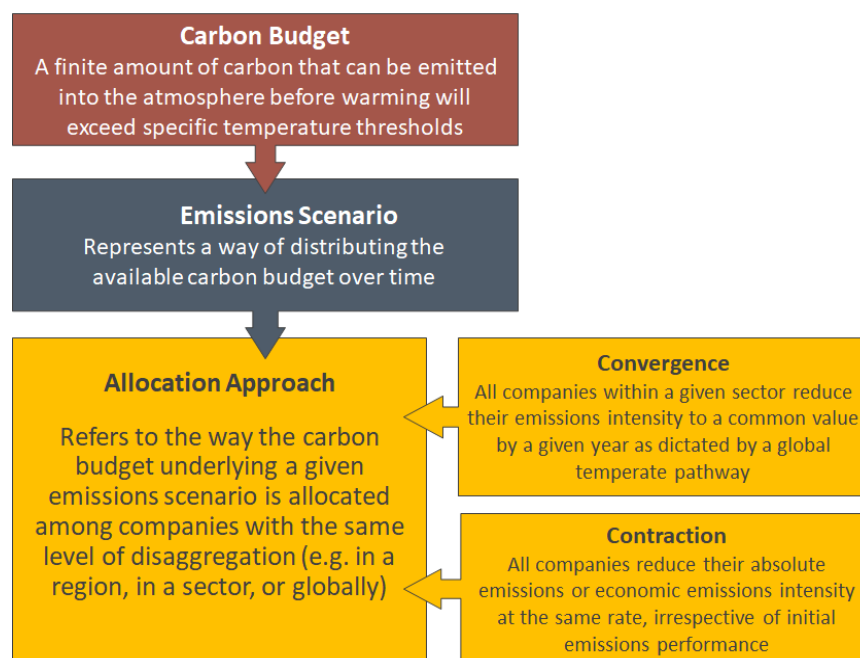 Carbon Budget
A finite amount of carbon that can be emitted
into the atmosphere before warming will
exceed specific temperature thresholds
Emissions Scenario
Represents a way of distributing the
available carbon budget over time
Allocation Approach
Refers to the way the carbon
budget underlying a given
emissions scenario is allocated
among companies with the same
level of disaggregation (e.g. in a
region, in a sector, or globally)
Convergence
All companies within a given sector reduce
their emissions intensity to a common value
by a given year as dictated by a global
temperate pathway
Contraction
All companies reduce their absolute
emissions or economic emissions intensity
at the same rate, irrespective of initial
emissions performance